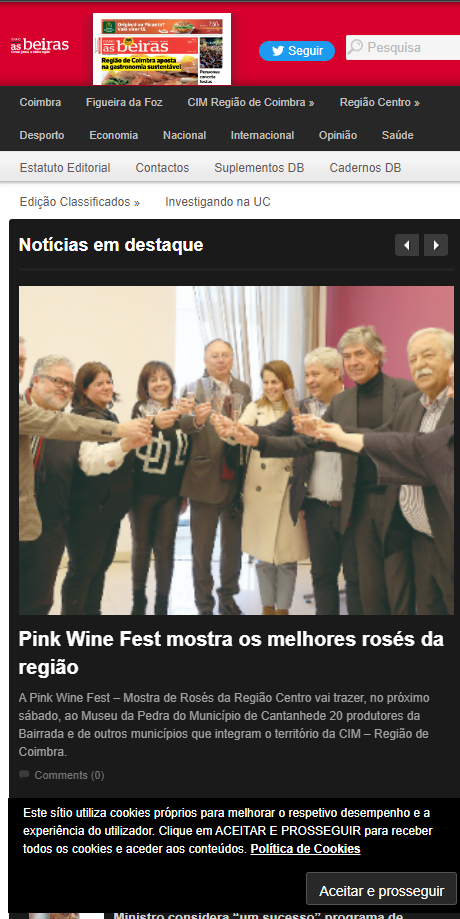 as beiras
Original ou Picante?
as beiras
Região de Coimbra aposta
na gastronomia sustentável
Seguir
Pesquisa
Coimbra Figueira da Foz CIM Região de Coimbra » Região Centro »
Desporto Economia Nacional Internacional Opinião Saúde
Estatuto Editorial Contactos Suplementos DB Cadernos DB
Edição Classificados » Investigando na UC
Notícias em destaque
Pink Wine Fest mostra os melhores rosés da
região
A Pink Wine Fest – Mostra de Rosés da Região Centro vai trazer, no próximo
sábado, ao Museu da Pedra do Município de Cantanhede 20 produtores da
Bairrada e de outros municípios que integram o território da CIM – Região de
Coimbra.
Comments (0)
Este sítio utiliza cookies próprios para melhorar o respetivo desempenho e a
experiência do utilizador. Clique em ACEITAR E PROSSEGUIR para receber
todos os cookies e aceder aos conteúdos. Política de Cookies
Aceitar e prosseguir
Ministro considera “um sucesso” programa de